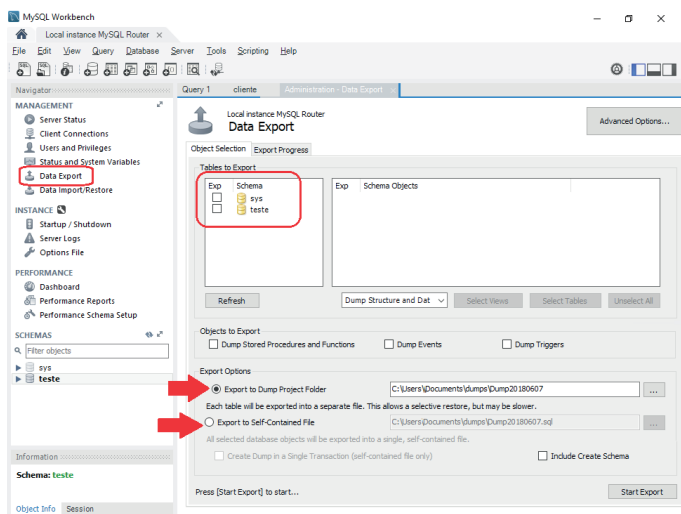 MySQL Workbench
Local instance MySQL Router ×
File Edit View Query Database Server Tools Scripting Help
Navigator
MANAGEMENT
Server Status
Client Connections
Users and Privileges
Status and System Variables
Data Export
Data Import/Restore
INSTANCE
Startup / Shutdown
Server Logs
Options File
PERFORMANCE
Dashboard
Performance Reports
Performance Schema Setup
SCHEMAS
Filter objects
sys
teste
Information
Schema: teste
Object Info Session
Query 1 cliente Administration - Data Export ×
Local instance MySQL Router
Data Export
Advanced Options...
Object Selection Export Progress
Tables to Export
Exp Schema
sys
teste
Exp Schema Objects
Refresh Dump Structure and Dat Select Views Select Tables Unselect All
Objects to Export
Dump Stored Procedures and Functions Dump Events Dump Triggers
Export Options
Export to Dump Project Folder C:\Users\Documents\dumps\Dump20180607 ...
Each table will be exported into a separate file. This allows a selective restore, but may be slower.
Export to Self-Contained File C:\Users\Documents\dumps\Dump20180607.sql ...
All selected database objects will be exported into a single, self-contained file.
Create Dump in a Single Transaction (self-contained file only) Include Create Schema
Press [Start Export] to start... Start Export